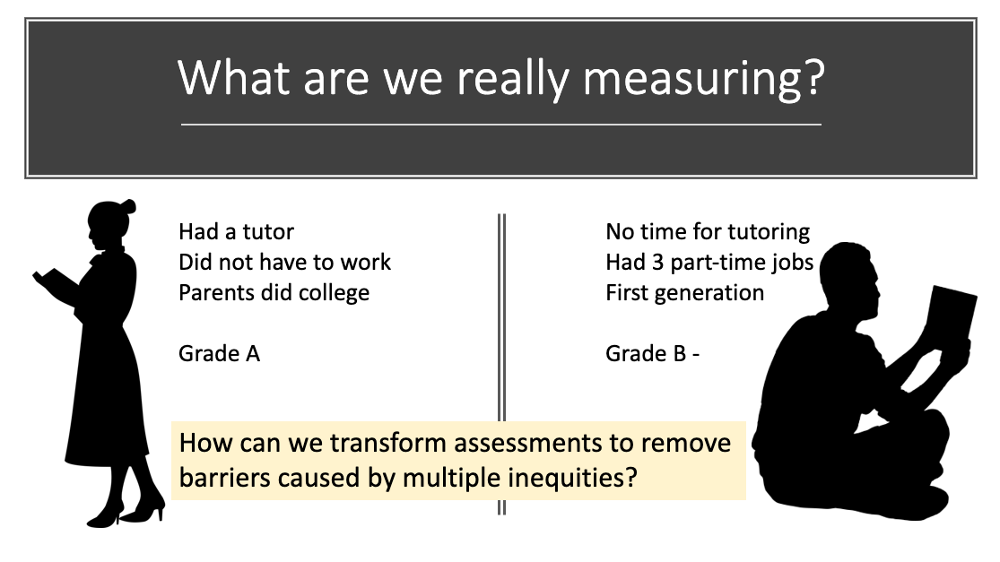 What are we really measuring?
Had a tutor
Did not have to work
Parents did college
Grade A
No time for tutoring
Had 3 part-time jobs
First generation
Grade B -
How can we transform assessments to remove
barriers caused by multiple inequities?